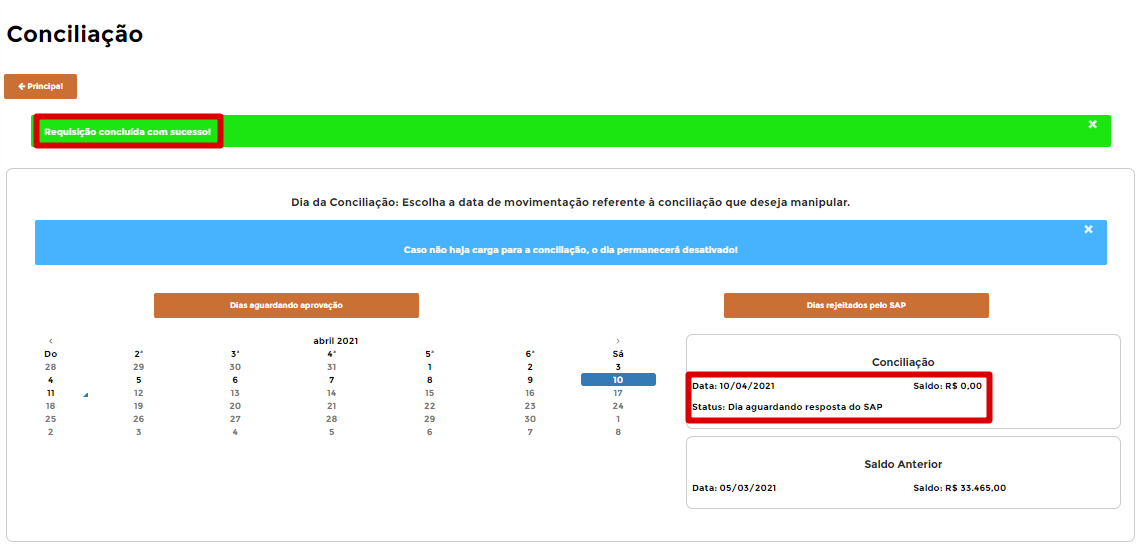 Conciliação
Principal
Requisição concluída com sucesso!
Dia da Conciliação: Escolha a data de movimentação referente à conciliação que deseja manipular.
Caso não haja carga para a conciliação, o dia permanecerá desativado!
Dias aguardando aprovação
Dias rejeitados pelo SAP
‹ abril 2021 ›
Do 2ª 3ª 4ª 5ª 6ª Sá
28 29 30 31 1 2 3
4 5 6 7 8 9 10
11 12 13 14 15 16 17
18 19 20 21 22 23 24
25 26 27 28 29 30 1
2 3 4 5 6 7 8
Conciliação
Data: 10/04/2021 Saldo: R$ 0,00
Status: Dia aguardando resposta do SAP
Saldo Anterior
Data: 05/03/2021 Saldo: R$ 33.465,00